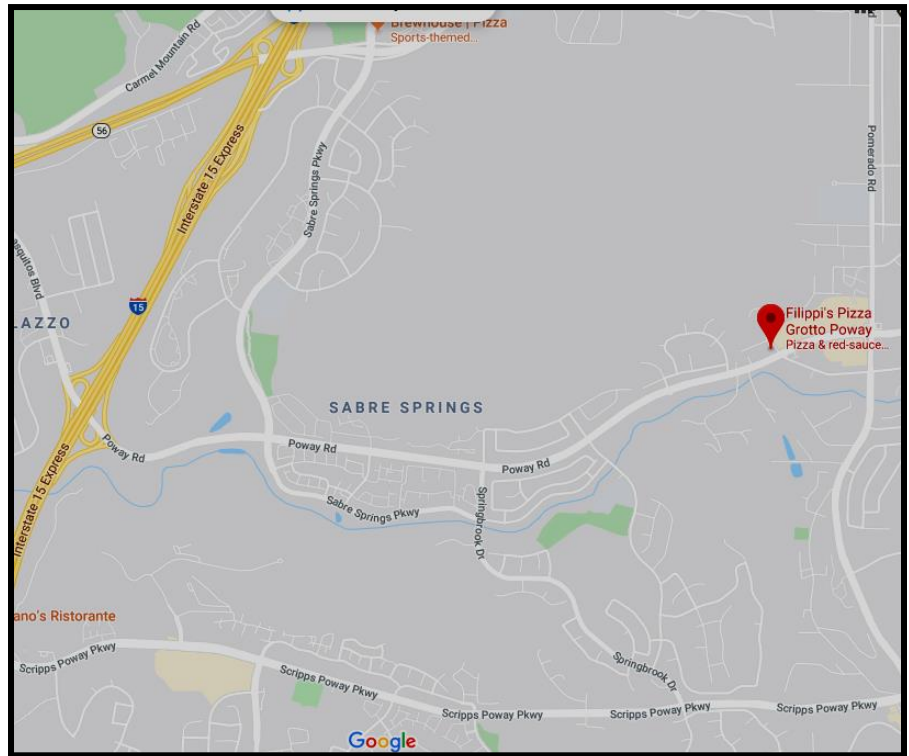 Brewhouse | Pizza
Sports-themed...
Carmel Mountain Rd
56
Interstate 15 Express
Sabre Springs Pkwy
Pomerado Rd
15
LAZZO
Filippi's Pizza
Grotto Poway
Pizza & red-sauce...
SABRE SPRINGS
Poway Rd
Poway Rd
Poway Rd
Interstate 15 Express
Sabre Springs Pkwy
Springbrook Dr
ano's Ristorante
Scripps Poway Pkwy
Scripps Poway Pkwy
Springbrook Dr
Scripps Poway Pkwy
Scripps Poway Pkwy
Scripps Poway Pkwy
Google